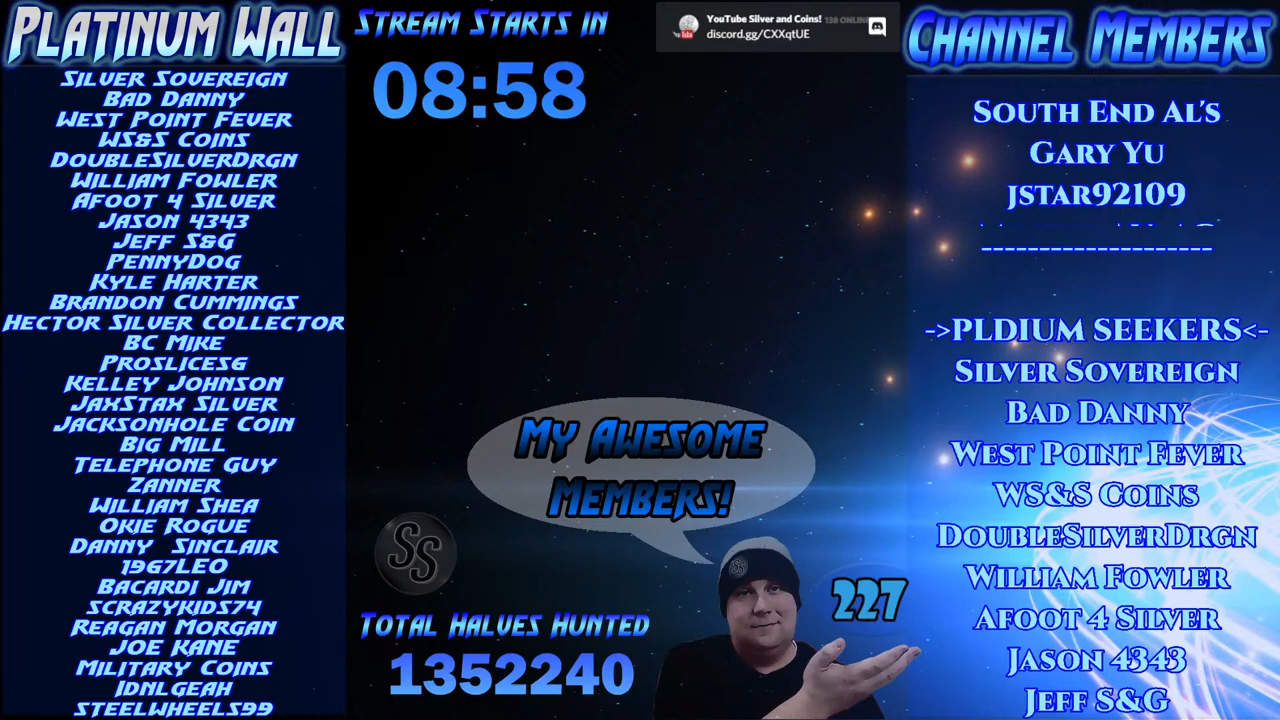 PLATINUM WALL
SILVER SOVEREIGN
BAD DANNY
WEST POINT FEVER
WS&S COINS
DOUBLESILVERDRGN
WILLIAM FOWLER
AFOOT 4 SILVER
JASON 4343
JEFF S&G
PENNYDOG
KYLE HARTER
BRANDON CUMMINGS
HECTOR SILVER COLLECTOR
BC MIKE
PROSLICE56
KELLEY JOHNSON
JAXSTAX SILVER
JACKSONHOLE COIN
BIG MILL
TELEPHONE GUY
ZANNER
WILLIAM SHEA
OKIE ROGUE
DANNY SINCLAIR
1967LEO
BACARDI JIM
SCRAZYKIDS74
REAGAN MORGAN
JOE KANE
MILITARY COINS
IDNLGEAH
STEELWHEELS99
STREAM STARTS IN
08:58
YouTube Silver and Coins! 138 ONLINE
discord.gg/CXXqtUE
MY AWESOME
MEMBERS!
SS
SS
227
TOTAL HALVES HUNTED
1352240
CHANNEL MEMBERS
SOUTH END AL'S
GARY YU
JSTAR92109
--------------------
->PLDIUM SEEKERS<-
SILVER SOVEREIGN
BAD DANNY
WEST POINT FEVER
WS&S COINS
DOUBLESILVERDRGN
WILLIAM FOWLER
AFOOT 4 SILVER
JASON 4343
JEFF S&G